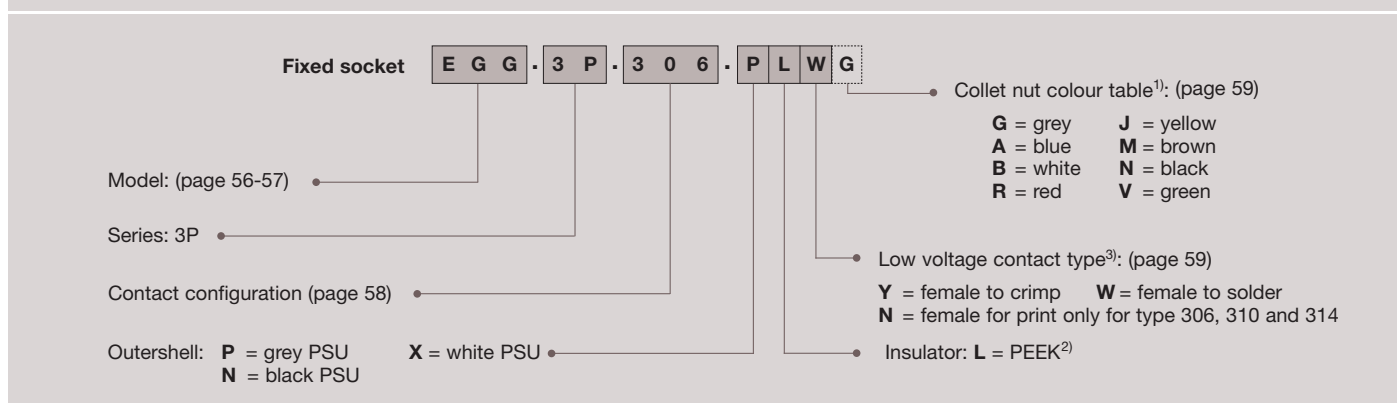 Fixed socket E G G . 3 P . 3 0 6 . P L W G
Collet nut colour table1): (page 59)
G = grey J = yellow
A = blue M = brown
B = white N = black
R = red V = green
Model: (page 56-57)
Series: 3P
Low voltage contact type3): (page 59)
Y = female to crimp W = female to solder
N = female for print only for type 306, 310 and 314
Contact configuration (page 58)
Outershell: P = grey PSU X = white PSU
N = black PSU
Insulator: L = PEEK2)